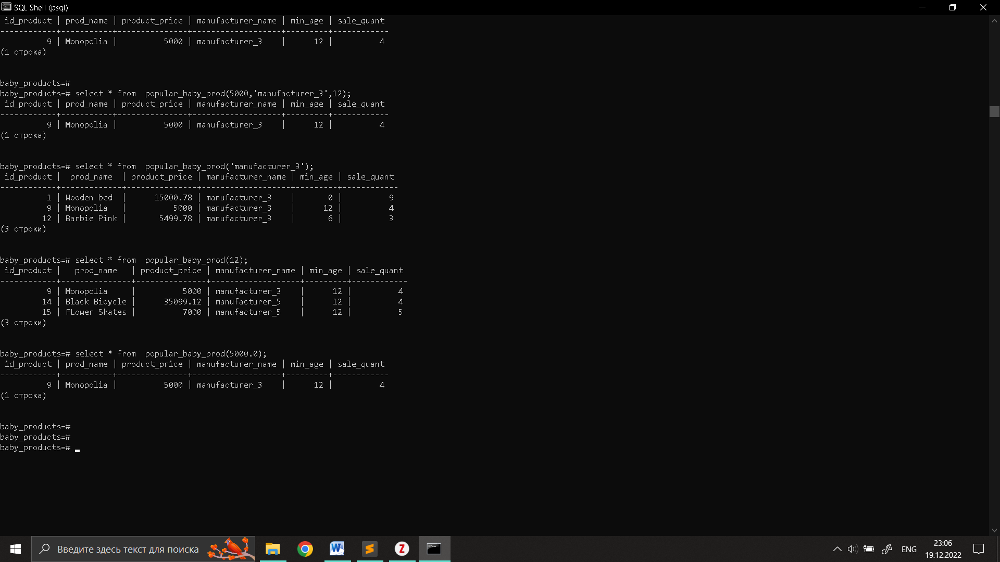 SQL Shell (psql)
id_product | prod_name | product_price | manufacturer_name | min_age | sale_quant
------------+-----------+---------------+-------------------+---------+------------
9 | Monopolia | 5000 | manufacturer_3 | 12 | 4
(1 строка)
baby_products=#
baby_products=# select * from  popular_baby_prod(5000,'manufacturer_3',12);
id_product | prod_name | product_price | manufacturer_name | min_age | sale_quant
------------+-----------+---------------+-------------------+---------+------------
9 | Monopolia | 5000 | manufacturer_3 | 12 | 4
(1 строка)
baby_products=# select * from  popular_baby_prod('manufacturer_3');
id_product | prod_name | product_price | manufacturer_name | min_age | sale_quant
------------+-------------+---------------+-------------------+---------+------------
1 | Wooden bed | 15000.78 | manufacturer_3 | 0 | 9
9 | Monopolia | 5000 | manufacturer_3 | 12 | 4
12 | Barbie Pink | 5499.78 | manufacturer_3 | 6 | 3
(3 строки)
baby_products=# select * from  popular_baby_prod(12);
id_product | prod_name | product_price | manufacturer_name | min_age | sale_quant
------------+---------------+---------------+-------------------+---------+------------
9 | Monopolia | 5000 | manufacturer_3 | 12 | 4
14 | Black Bicycle | 35099.12 | manufacturer_5 | 12 | 4
15 | FLower Skates | 7000 | manufacturer_5 | 12 | 5
(3 строки)
baby_products=# select * from  popular_baby_prod(5000.0);
id_product | prod_name | product_price | manufacturer_name | min_age | sale_quant
------------+-----------+---------------+-------------------+---------+------------
9 | Monopolia | 5000 | manufacturer_3 | 12 | 4
(1 строка)
baby_products=#
baby_products=#
baby_products=#
Введите здесь текст для поиска
ENG
23:06
19.12.2022